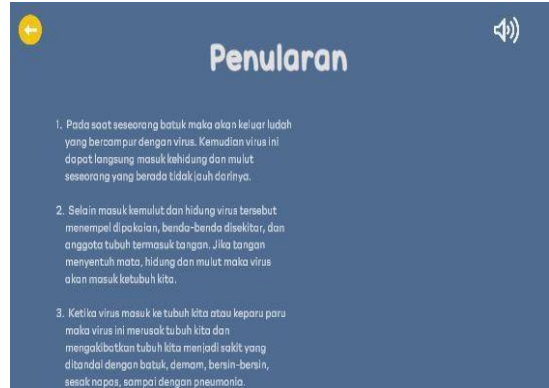 Penularan
1. Pada saat seseorang batuk maka akan keluar ludah
yang bercampur dengan virus. Kemudian virus ini
dapat langsung masuk kehidung dan mulut
seseorang yang berada tidak jauh darinya.
2. Selain masuk kemulut dan hidung virus tersebut
menempel dipakaian, benda-benda disekitar, dan
anggota tubuh termasuk tangan. Jika tangan
menyentuh mata, hidung dan mulut maka virus
akan masuk ketubuh kita.
3. Ketika virus masuk ke tubuh kita atau keparu paru
maka virus ini merusak tubuh kita dan
mengakibatkan tubuh kita menjadi sakit yang
ditandai dengan batuk, demam, bersin-bersin,
sesak napas, sampai dengan pneumonia.